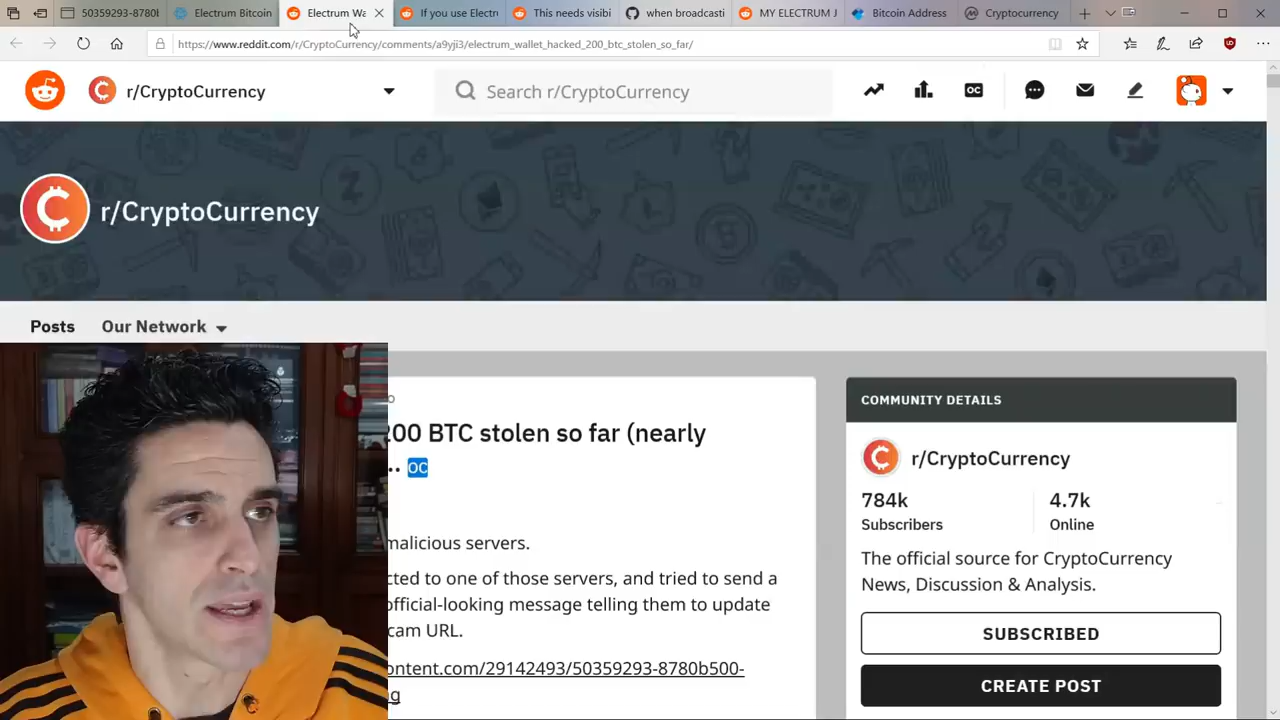 50359293-8780
Electrum Bitcoin
Electrum Wa
If you use Electr
This needs visibi
when broadcasti
MY ELECTRUM
Bitcoin Address
Cryptocurrency
https://www.reddit.com/r/CryptoCurrency/comments/a9yji3/electrum_wallet_hacked_200_btc_stolen_so_far/
r/CryptoCurrency
Search r/CryptoCurrency
OC
r/CryptoCurrency
Posts
Our Network
200 BTC stolen so far (nearly
.. OC
malicious servers.
cted to one of those servers, and tried to send a
official-looking message telling them to update
cam URL.
ontent.com/29142493/50359293-8780b500-
g
COMMUNITY DETAILS
r/CryptoCurrency
784k
4.7k
Subscribers
Online
The official source for CryptoCurrency
News, Discussion & Analysis.
SUBSCRIBED
CREATE POST